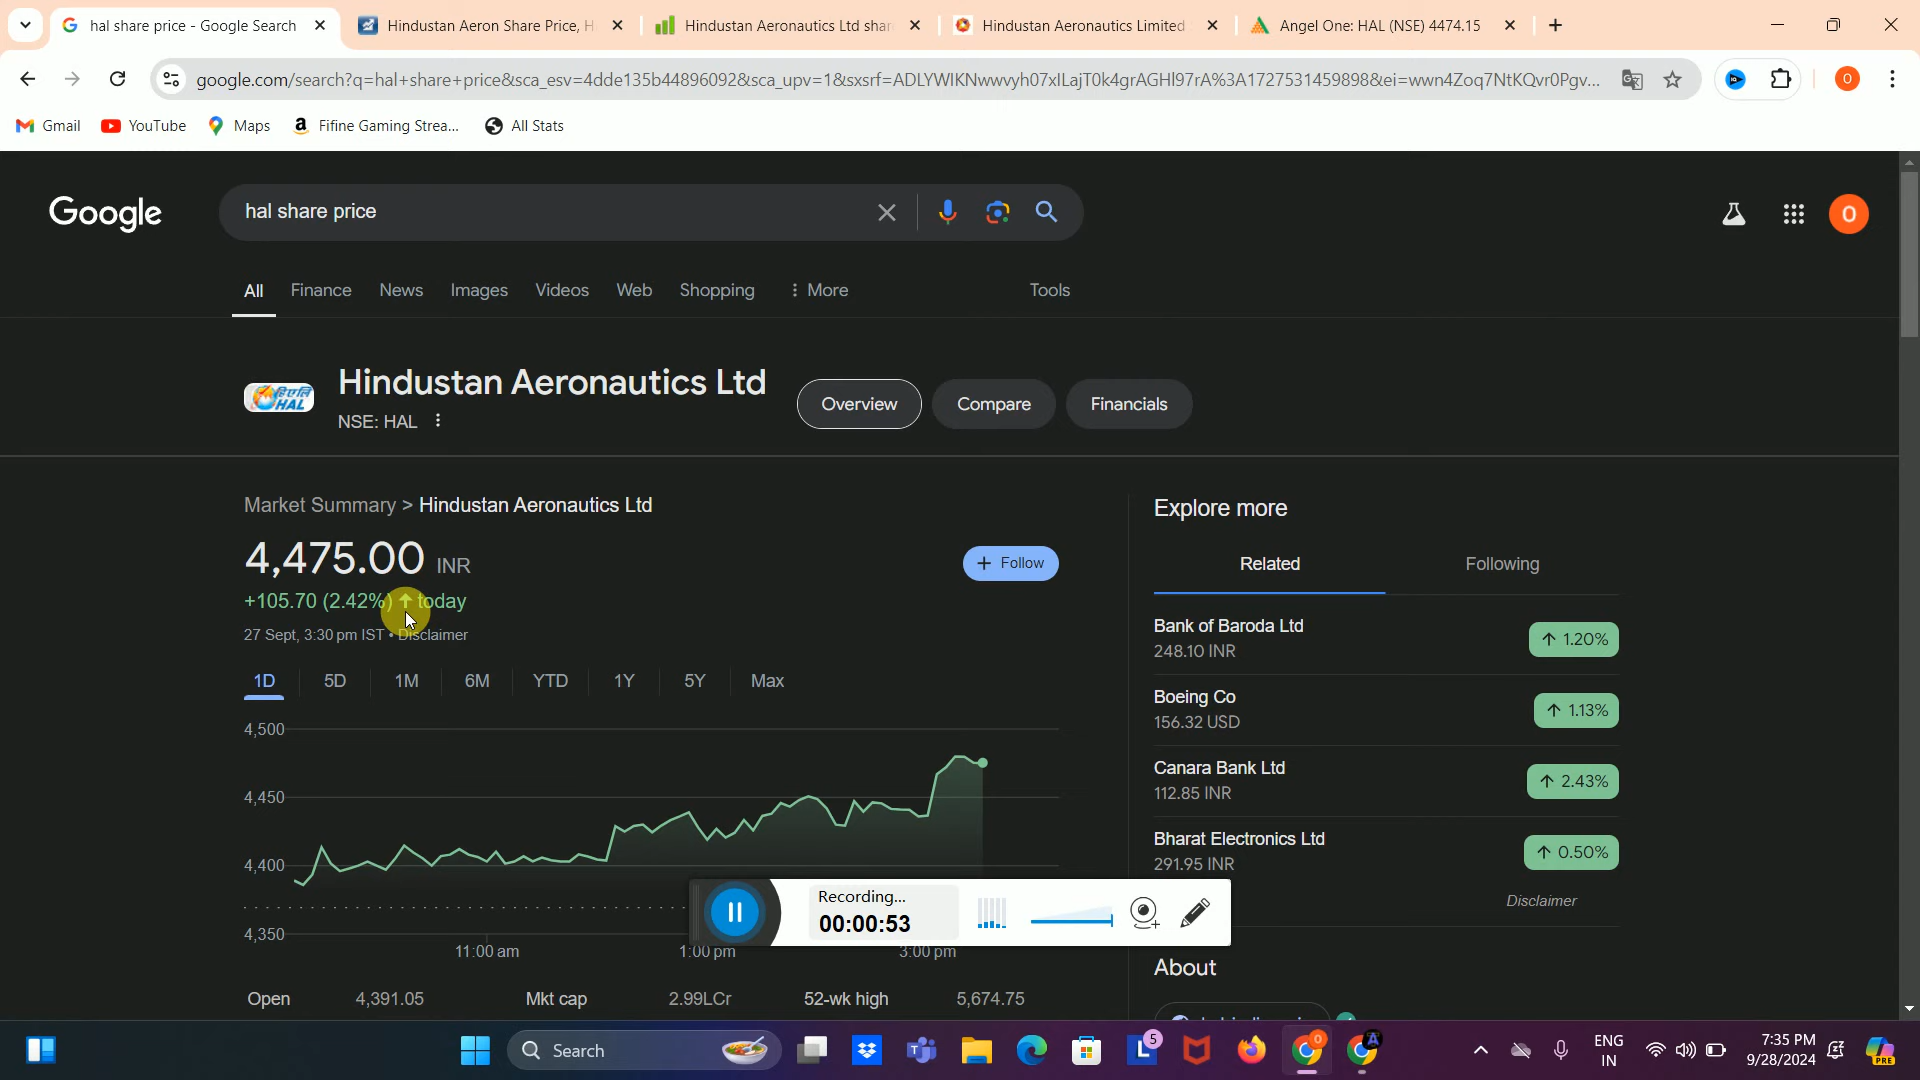 hal share price - Google Search
Hindustan Aeron Share Price, H
Hindustan Aeronautics Ltd shar
Hindustan Aeronautics Limited
Angel One: HAL (NSE) 4474.15
google.com/search?q=hal+share+price&sca_esv=4dde135b44896092&sca_upv=1&sxsrf=ADLYWIKNwwvyh07xlLajT0k4grAGHl97rA%3A1727531459898&ei=wwn4Zoq7NtKQvr0Pgv...
O
Gmail
YouTube
Maps
Fifine Gaming Strea...
All Stats
Google
hal share price
O
All
Finance
News
Images
Videos
Web
Shopping
More
Tools
HAL
Hindustan Aeronautics Ltd
NSE: HAL
Overview
Compare
Financials
Market Summary > Hindustan Aeronautics Ltd
4,475.00 INR
+105.70 (2.42%) ↑ today
27 Sept, 3:30 pm IST • Disclaimer
+ Follow
1D
5D
1M
6M
YTD
1Y
5Y
Max
4,500
4,450
4,400
4,350
11:00 am
1:00 pm
3:00 pm
Open 4,391.05
Mkt cap 2.99LCr
52-wk high 5,674.75
Explore more
Related
Following
Bank of Baroda Ltd
248.10 INR
↑ 1.20%
Boeing Co
156.32 USD
↑ 1.13%
Canara Bank Ltd
112.85 INR
↑ 2.43%
Bharat Electronics Ltd
291.95 INR
↑ 0.50%
Disclaimer
About
Recording...
00:00:53
Search
5
ENG
IN
7:35 PM
9/28/2024
PRE